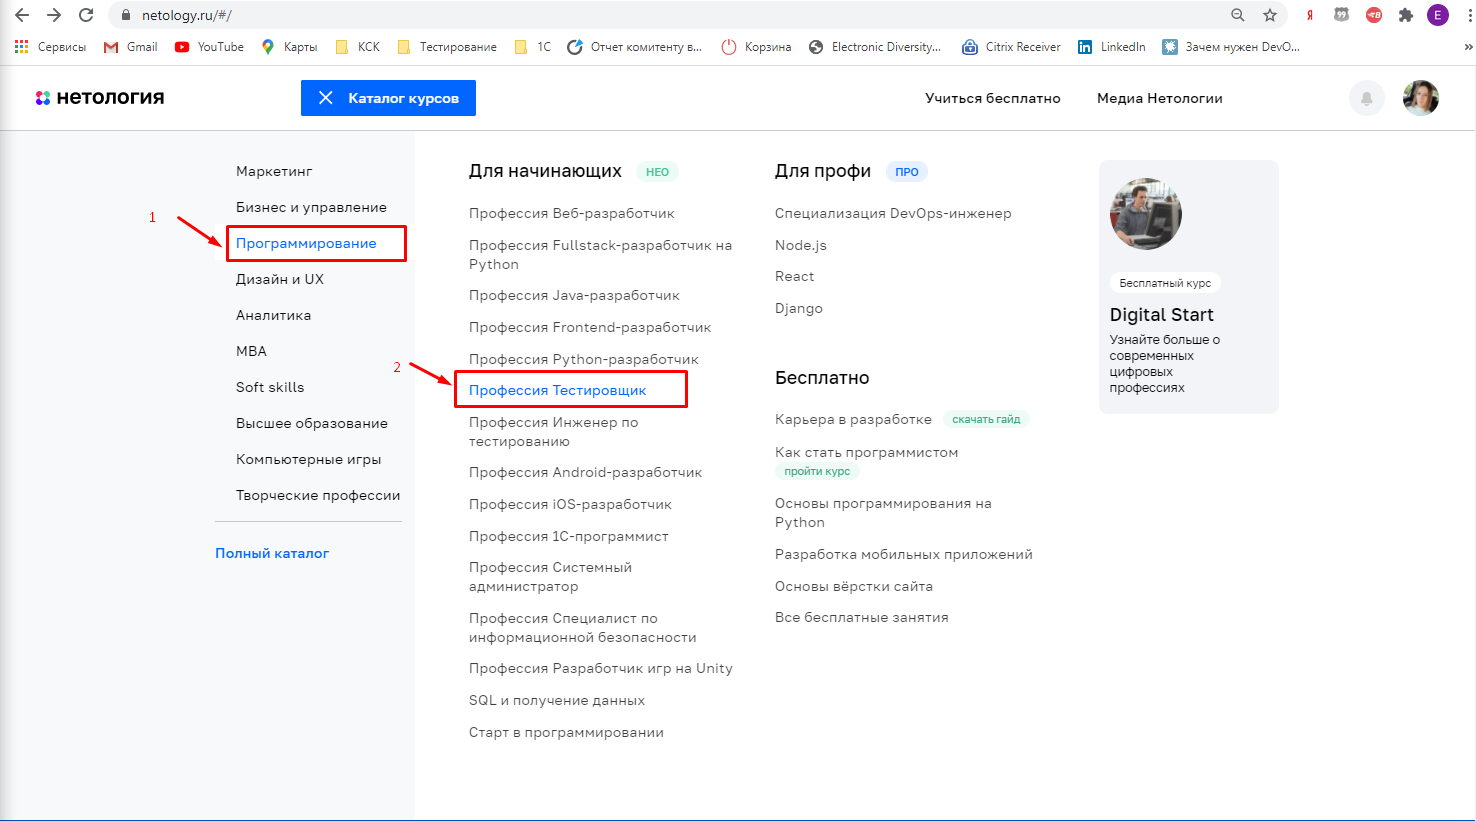 netology.ru/#/
Я
99
E
Сервисы
Gmail
YouTube
Карты
КСК
Тестирование
1С
Отчет комитенту в...
Корзина
Electronic Diversity...
Citrix Receiver
LinkedIn
Зачем нужен DevO...
»
нетология
Каталог курсов
Учиться бесплатно
Медиа Нетологии
Маркетинг
Бизнес и управление
1
Программирование
Дизайн и UX
Аналитика
MBA
Soft skills
Высшее образование
Компьютерные игры
Творческие профессии
Полный каталог
Для начинающих
НЕО
Профессия Веб-разработчик
Профессия Fullstack-разработчик на
Python
Профессия Java-разработчик
Профессия Frontend-разработчик
Профессия Python-разработчик
2
Профессия Тестировщик
Профессия Инженер по
тестированию
Профессия Android-разработчик
Профессия iOS-разработчик
Профессия 1С-программист
Профессия Системный
администратор
Профессия Специалист по
информационной безопасности
Профессия Разработчик игр на Unity
SQL и получение данных
Старт в программировании
Для профи
ПРО
Специализация DevOps-инженер
Node.js
React
Django
Бесплатно
Карьера в разработке
скачать гайд
Как стать программистом
пройти курс
Основы программирования на
Python
Разработка мобильных приложений
Основы вёрстки сайта
Все бесплатные занятия
Бесплатный курс
Digital Start
Узнайте больше о
современных
цифровых
профессиях